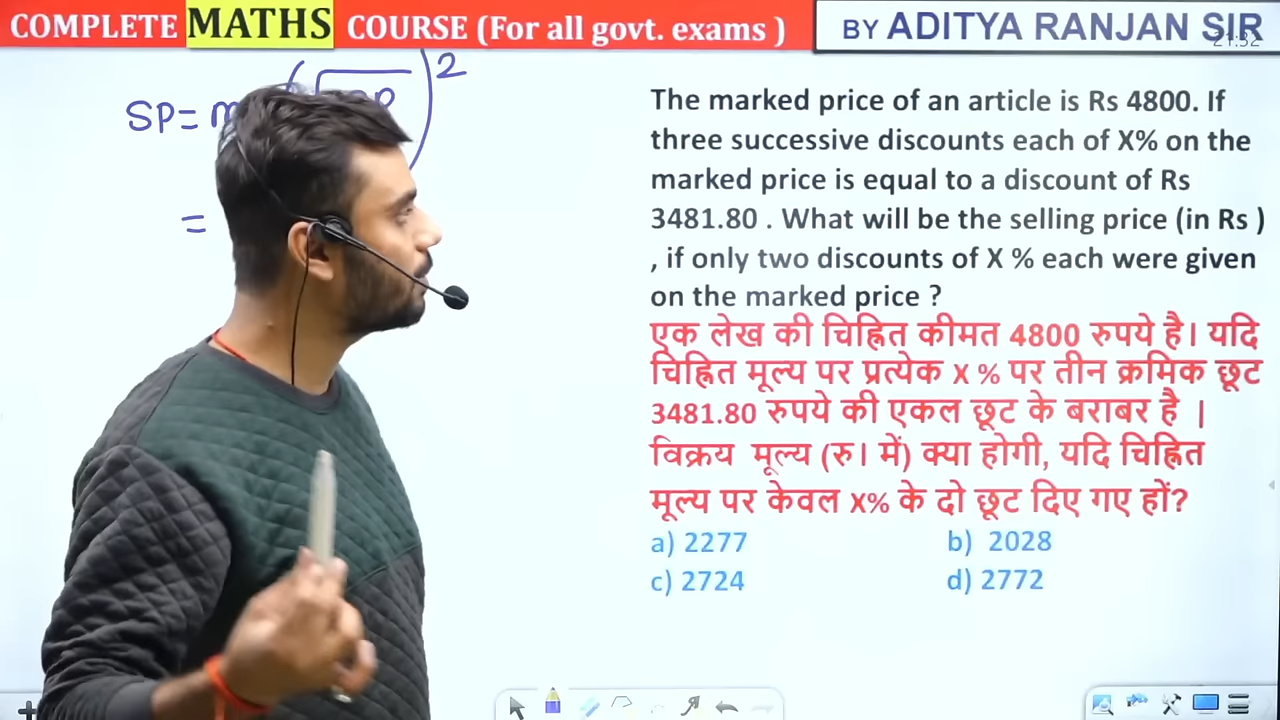 COMPLETE MATHS COURSE (For all govt. exams )
BY ADITYA RANJAN SIR
21:32
SP= 2
=
The marked price of an article is Rs 4800. If
three successive discounts each of X% on the
marked price is equal to a discount of Rs
3481.80 . What will be the selling price (in Rs )
, if only two discounts of X % each were given
on the marked price ?
एक लेख की चिह्नित कीमत 4800 रुपये है। यदि
चिह्नित मूल्य पर प्रत्येक X % पर तीन क्रमिक छूट
3481.80 रुपये की एकल छूट के बराबर है ।
विक्रय मूल्य (रु। में) क्या होगी, यदि चिह्नित
मूल्य पर केवल X% के दो छूट दिए गए हों?
a) 2277 b) 2028
c) 2724 d) 2772